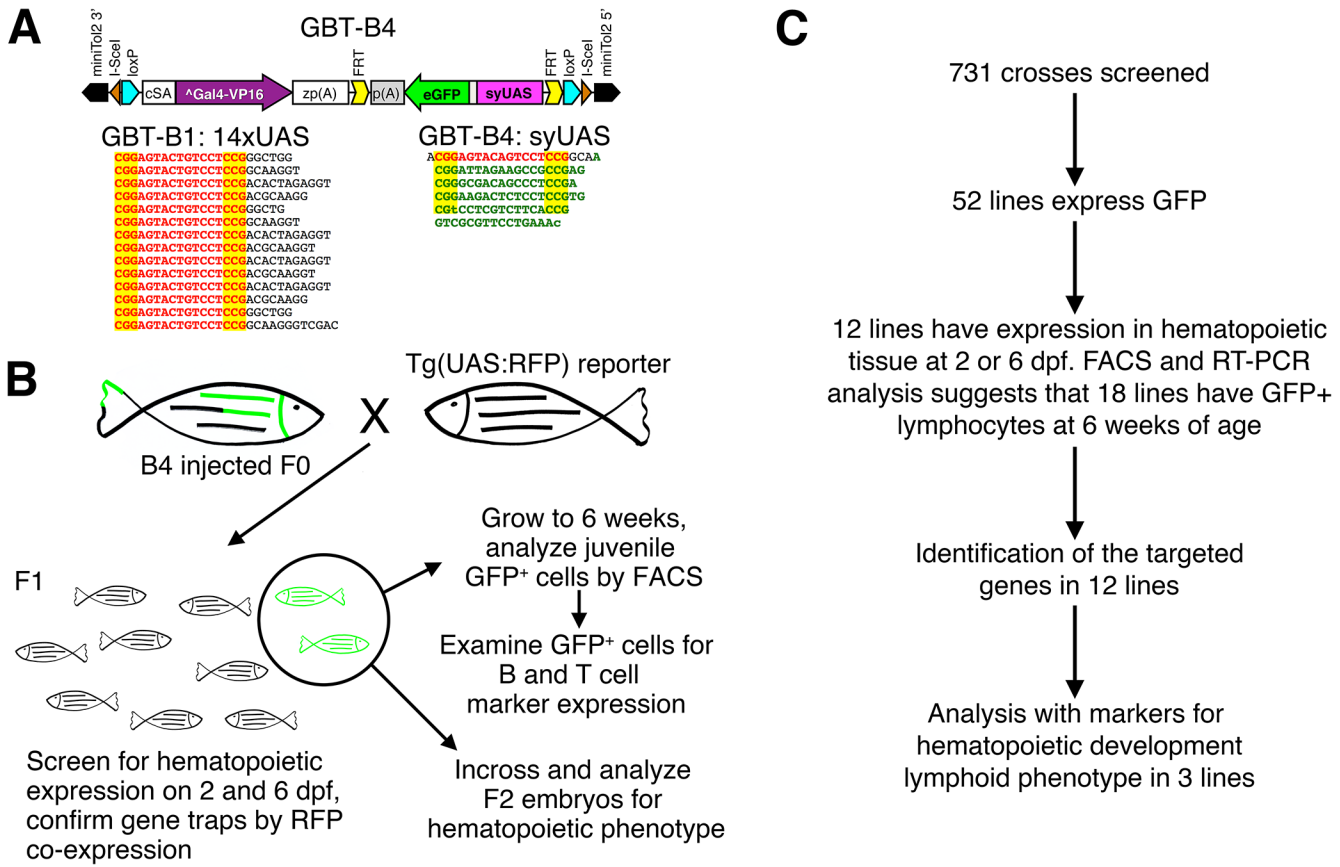 A
GBT-B4
miniTol2 3'
I-SceI
loxP
cSA
^Gal4-VP16
zp(A)
FRT
p(A)
eGFP
syUAS
FRT
loxP
I-SceI
miniTol2 5'
GBT-B1: 14xUAS
CGGAGTACTGTCCTCCGGGCTGG
CGGAGTACTGTCCTCCGGCAAGGT
CGGAGTACTGTCCTCCGACACTAGAGGT
CGGAGTACTGTCCTCCGACGCAAGG
CGGAGTACTGTCCTCCGGGCTG
CGGAGTACTGTCCTCCGGCAAGGT
CGGAGTACTGTCCTCCGACACTAGAGGT
CGGAGTACTGTCCTCCGACGCAAGGT
CGGAGTACTGTCCTCCGACACTAGAGGT
CGGAGTACTGTCCTCCGACGCAAGGT
CGGAGTACTGTCCTCCGACACTAGAGGT
CGGAGTACTGTCCTCCGACGCAAGG
CGGAGTACTGTCCTCCGGGCTGG
CGGAGTACTGTCCTCCGGCAAGGGTCGAC
GBT-B4: syUAS
ACGGAGTACAGTCCTCCGGCAA
CGGATTAGAAGCCGCCGAG
CGGGCGACAGCCCTCCGA
CGGAAGACTCTCCTCCGTG
CGtCCTCGTCTTCACCG
GTCGCGTTCCTGAAAc
B
Tg(UAS:RFP) reporter
X
B4 injected F0
F1
Screen for hematopoietic
expression on 2 and 6 dpf,
confirm gene traps by RFP
co-expression
Grow to 6 weeks,
analyze juvenile
GFP⁺ cells by FACS
Examine GFP⁺ cells for
B and T cell
marker expression
Incross and analyze
F2 embryos for
hematopoietic phenotype
C
731 crosses screened
52 lines express GFP
12 lines have expression in hematopoietic
tissue at 2 or 6 dpf. FACS and RT-PCR
analysis suggests that 18 lines have GFP+
lymphocytes at 6 weeks of age
Identification of the targeted
genes in 12 lines
Analysis with markers for
hematopoietic development
lymphoid phenotype in 3 lines